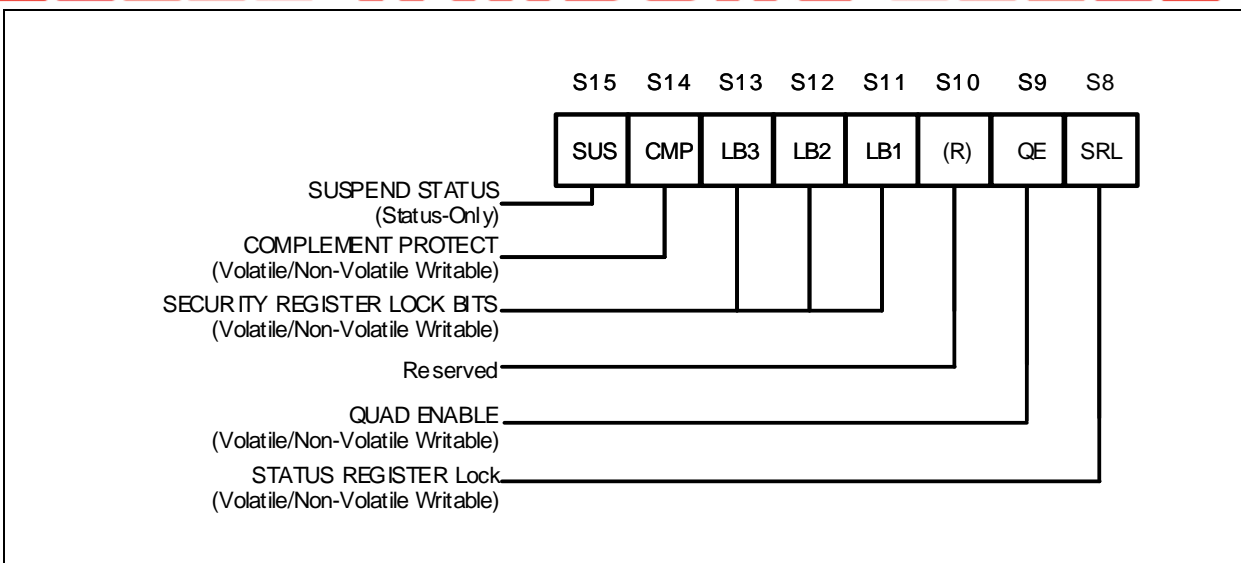 S15 S14 S13 S12 S11 S10 S9 S8
SUS CMP LB3 LB2 LB1 (R) QE SRL
SUSPEND STATUS
(Status-Only)
COMPLEMENT PROTECT
(Volatile/Non-Volatile Writable)
SECURITY REGISTER LOCK BITS
(Volatile/Non-Volatile Writable)
Reserved
QUAD ENABLE
(Volatile/Non-Volatile Writable)
STATUS REGISTER Lock
(Volatile/Non-Volatile Writable)